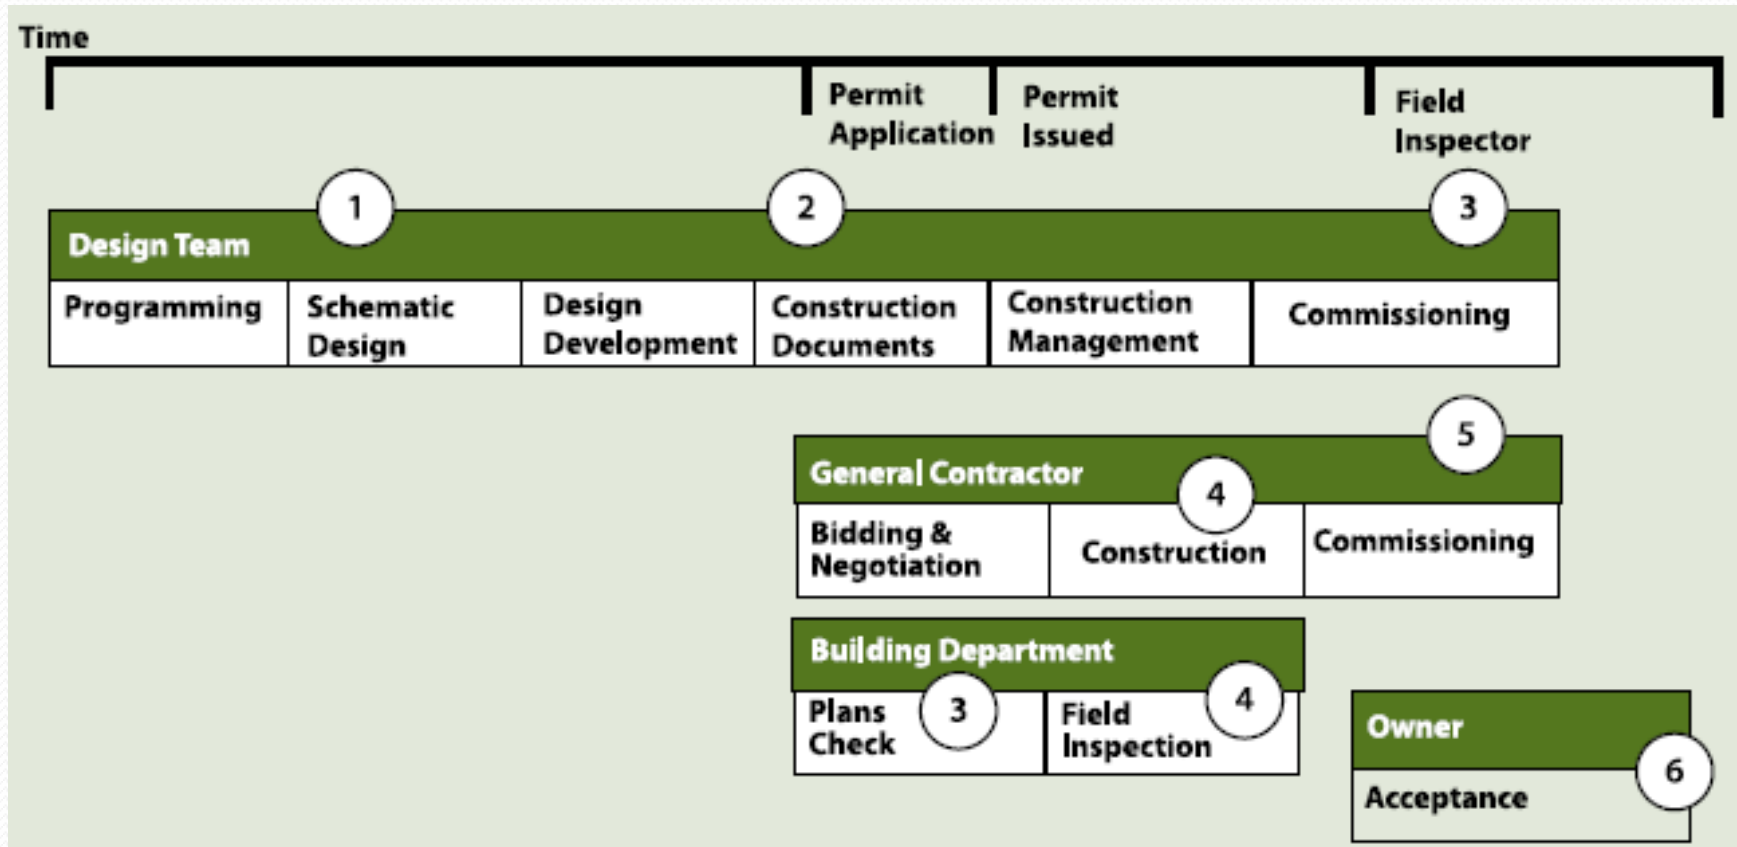 Time
Permit
Application
Permit
Issued
Field
Inspector
1
2
3
Design Team
Programming
Schematic
Design
Design
Development
Construction
Documents
Construction
Management
Commissioning
5
General Contractor
4
Bidding &
Negotiation
Construction
Commissioning
Building Department
3
4
Plans
Check
Field
Inspection
Owner
6
Acceptance